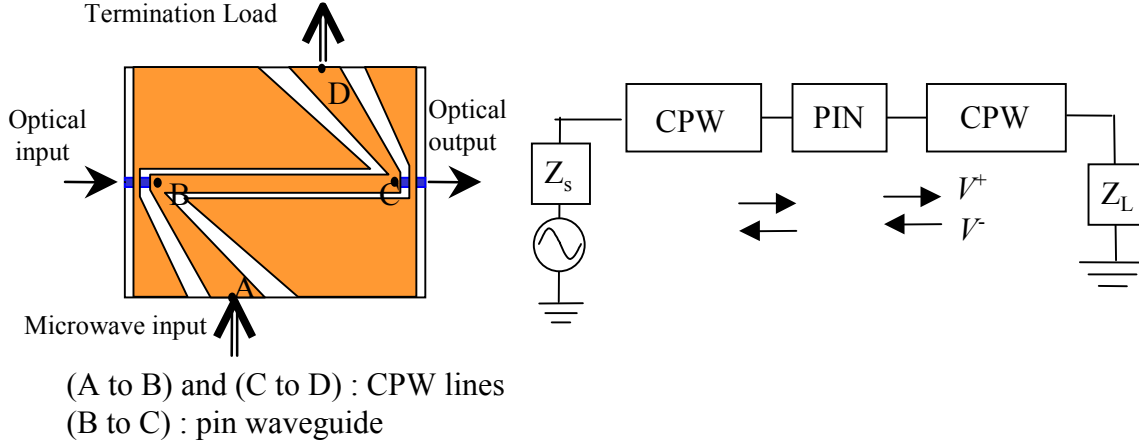 Termination Load
D
Optical
input
Optical
output
B
C
A
Microwave input
(A to B) and (C to D) : CPW lines
(B to C) : pin waveguide
CPW
PIN
CPW
Zs
V+
V-
ZL